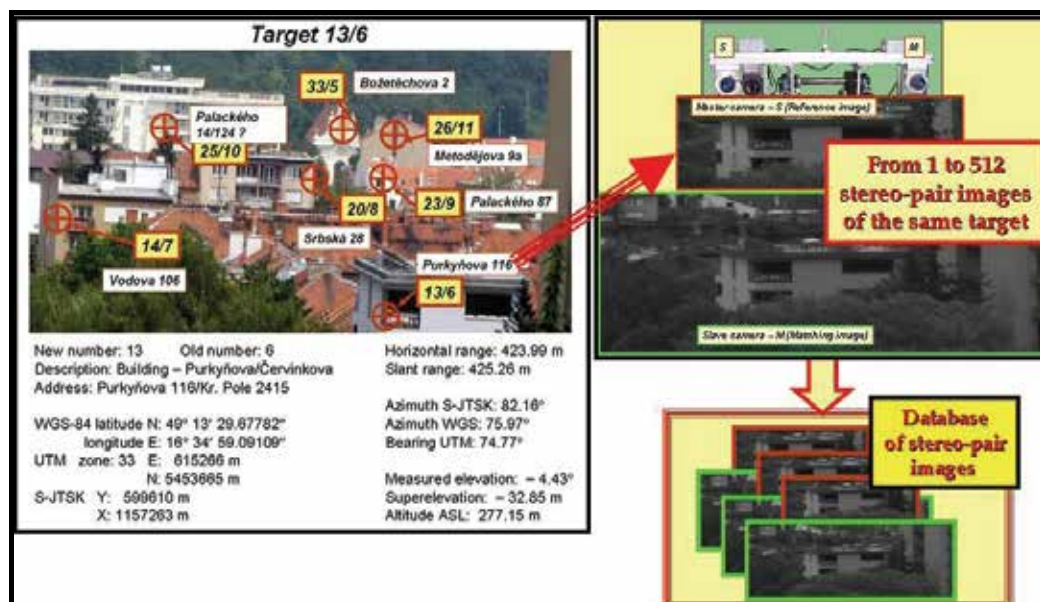 Target 13/6
33/5
Božetěchova 2
Palackého
14/124 ?
25/10
26/11
Metodějova 9a
20/8
23/9
Palackého 87
Srbská 28
14/7
Vodova 106
Purkyňova 116
13/6
New number: 13 Old number: 6
Description: Building – Purkyňova/Červinkova
Address: Purkyňova 116/Kr. Pole 2415
WGS-84 latitude N: 49° 13' 29.67782"
longitude E: 16° 34' 59.09109"
UTM zone: 33 E: 615266 m
N: 5453665 m
S-JTSK Y: 599610 m
X: 1157263 m
Horizontal range: 423.99 m
Slant range: 425.26 m
Azimuth S-JTSK: 82.16°
Azimuth WGS: 75.97°
Bearing UTM: 74.77°
Measured elevation: – 4.43°
Superelevation: – 32.85 m
Altitude ASL: 277.15 m
S
M
Master camera – S (Reference image)
From 1 to 512
stereo-pair images
of the same target
Slave camera – M (Matching image)
Database
of stereo-pair
images